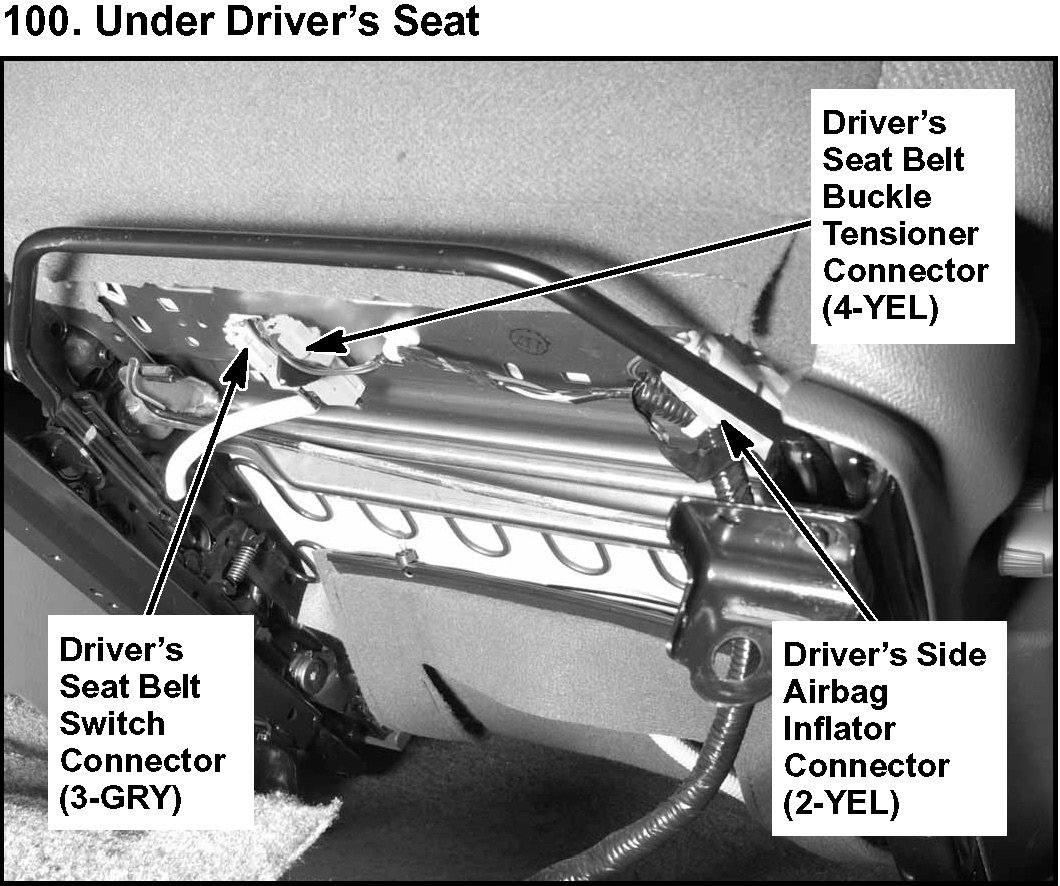 100. Under Driver’s Seat
Driver’s
Seat Belt
Buckle
Tensioner
Connector
(4-YEL)
Driver’s
Seat Belt
Switch
Connector
(3-GRY)
Driver’s Side
Airbag
Inflator
Connector
(2-YEL)